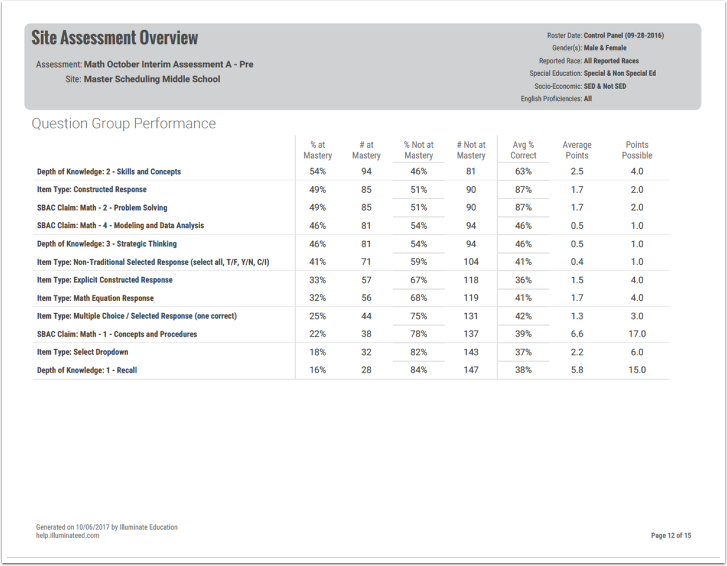 Site Assessment Overview
Assessment: Math October Interim Assessment A - Pre
Site: Master Scheduling Middle School
Roster Date: Control Panel (09-28-2016)
Gender(s): Male & Female
Reported Race: All Reported Races
Special Education: Special & Non Special Ed
Socio-Economic: SED & Not SED
English Proficiencies: All
Question Group Performance
% at Mastery # at Mastery % Not at Mastery # Not at Mastery Avg % Correct Average Points Points Possible
Depth of Knowledge: 2 - Skills and Concepts 54% 94 46% 81 63% 2.5 4.0
Item Type: Constructed Response 49% 85 51% 90 87% 1.7 2.0
SBAC Claim: Math - 2 - Problem Solving 49% 85 51% 90 87% 1.7 2.0
SBAC Claim: Math - 4 - Modeling and Data Analysis 46% 81 54% 94 46% 0.5 1.0
Depth of Knowledge: 3 - Strategic Thinking 46% 81 54% 94 46% 0.5 1.0
Item Type: Non-Traditional Selected Response (select all, T/F, Y/N, C/I) 41% 71 59% 104 41% 0.4 1.0
Item Type: Explicit Constructed Response 33% 57 67% 118 36% 1.5 4.0
Item Type: Math Equation Response 32% 56 68% 119 41% 1.7 4.0
Item Type: Multiple Choice / Selected Response (one correct) 25% 44 75% 131 42% 1.3 3.0
SBAC Claim: Math - 1 - Concepts and Procedures 22% 38 78% 137 39% 6.6 17.0
Item Type: Select Dropdown 18% 32 82% 143 37% 2.2 6.0
Depth of Knowledge: 1 - Recall 16% 28 84% 147 38% 5.8 15.0
Generated on 10/06/2017 by Illuminate Education
help.illuminateed.com
Page 12 of 15